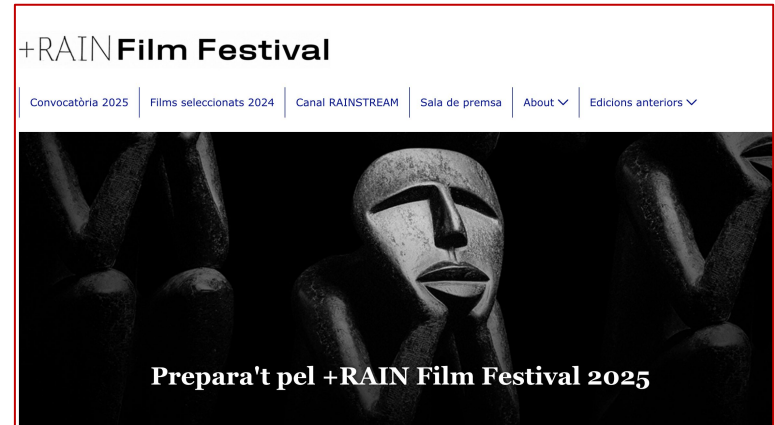 +RAIN Film Festival
Convocatòria 2025 Films seleccionats 2024 Canal RAINSTREAM Sala de premsa About Edicions anteriors
Prepara't pel +RAIN Film Festival 2025